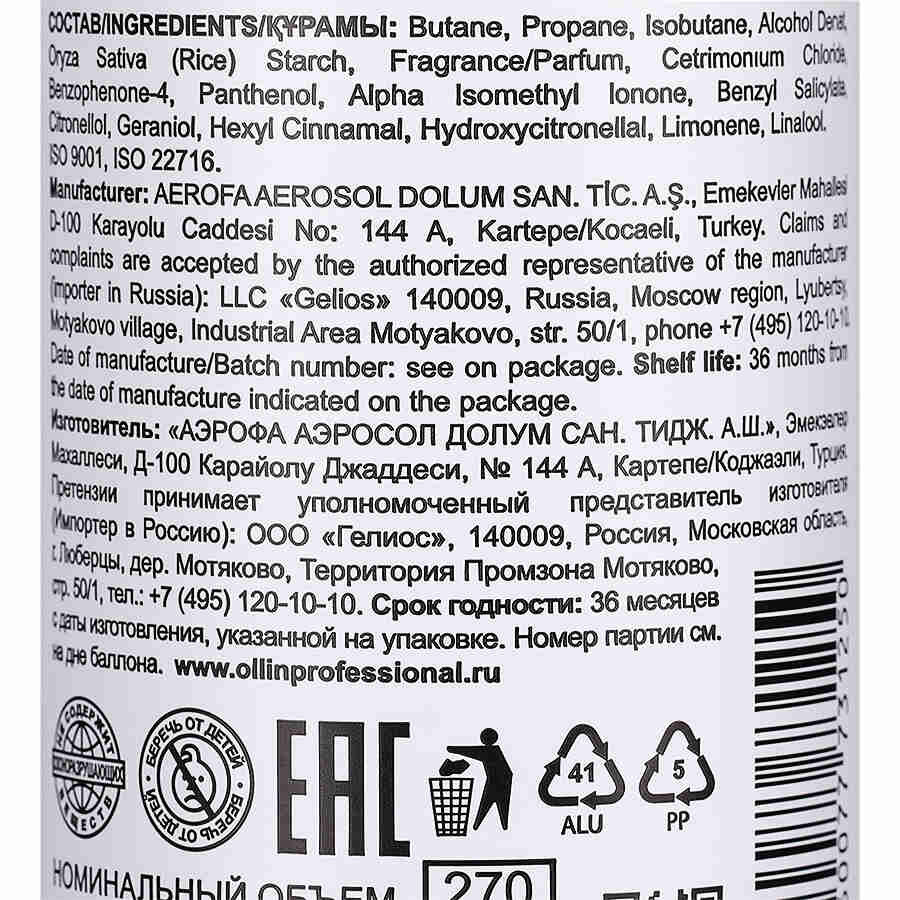 СОСТАВ/INGREDIENTS/ҚҰРАМЫ: Butane, Propane, Isobutane, Alcohol Denat,
Oryza Sativa (Rice) Starch, Fragrance/Parfum, Cetrimonium Chloride,
Benzophenone-4, Panthenol, Alpha Isomethyl Ionone, Benzyl Salicylate,
Citronellol, Geraniol, Hexyl Cinnamal, Hydroxycitronellal, Limonene, Linalool.
ISO 9001, ISO 22716.
Manufacturer: AEROFAAEROSOL DOLUM SAN. TİC. A.Ş., Emekevler Mahallesi
D-100 Karayolu Caddesi No: 144 A, Kartepe/Kocaeli, Turkey. Claims and
complaints are accepted by the authorized representative of the manufacturer
(importer in Russia): LLC «Gelios» 140009, Russia, Moscow region, Lyubertsy,
Motyakovo village, Industrial Area Motyakovo, str. 50/1, phone +7 (495) 120-10-10.
Date of manufacture/Batch number: see on package. Shelf life: 36 months from
the date of manufacture indicated on the package.
Изготовитель: «АЭРОФА АЭРОСОЛ ДОЛУМ САН. ТИДЖ. А.Ш.», Эмекэвлер
Махаллеси, Д-100 Карайолу Джаддеси, № 144 А, Картепе/Коджаэли, Турция.
Претензии принимает уполномоченный представитель изготовителя
(Импортер в Россию): ООО «Гелиос», 140009, Россия, Московская область,
г. Люберцы, дер. Мотяково, Территория Промзона Мотяково,
стр. 50/1, тел.: +7 (495) 120-10-10. Срок годности: 36 месяцев
с даты изготовления, указанной на упаковке. Номер партии см.
на дне баллона. www.ollinprofessional.ru
НЕ СОДЕРЖИТ
ОЗОНОРАЗРУШАЮЩИХ
ВЕЩЕСТВ
БЕРЕЧЬ ОТ ДЕТЕЙ • БЕРЕЧЬ ОТ ДЕТЕЙ
EAC
41
ALU
5
PP
НОМИНАЛЬНЫЙ ОБЪЕМ
270